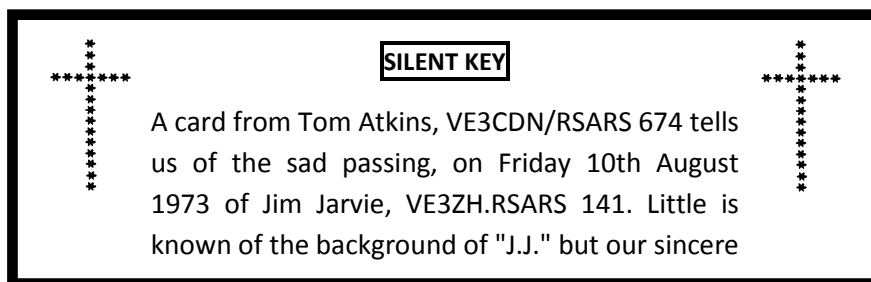 SILENT KEY
A card from Tom Atkins, VE3CDN/RSARS 674 tells
us of the sad passing, on Friday 10th August
1973 of Jim Jarvie, VE3ZH.RSARS 141. Little is
known of the background of "J.J." but our sincere